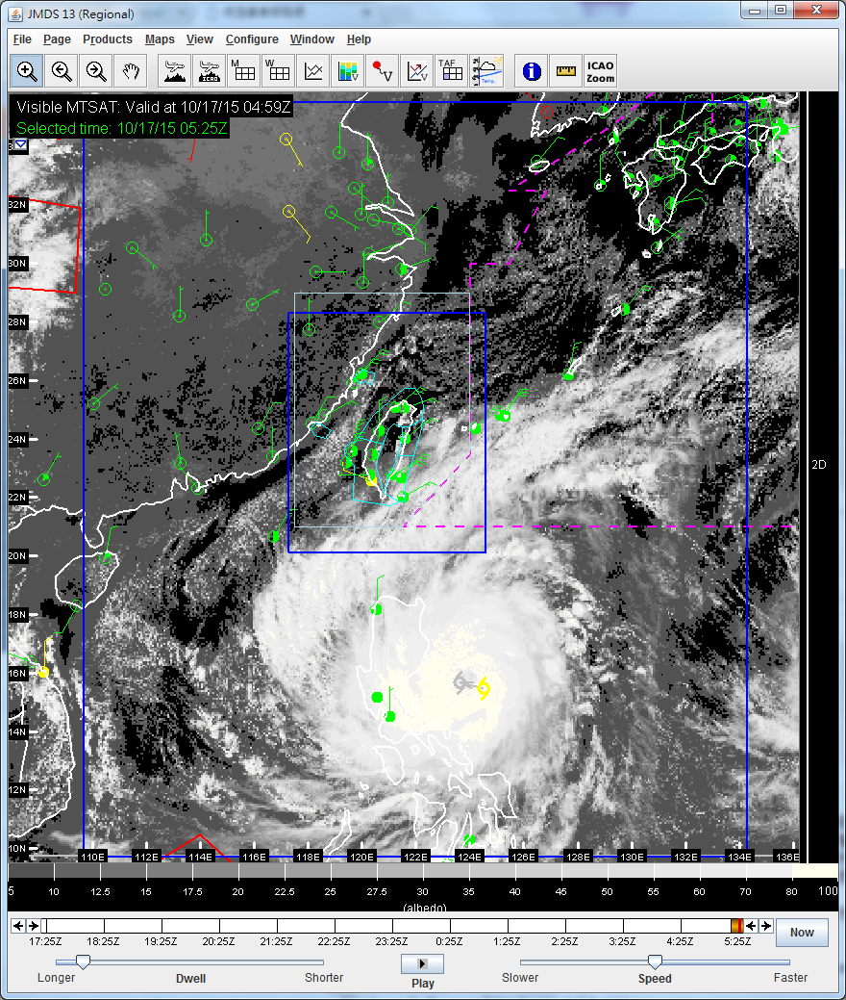 JMDS 13 (Regional)
File Page Products Maps View Configure Window Help
M W TAF Temp. ICAO Zoom
ICAO
Visible MTSAT: Valid at 10/17/15 04:59Z
Selected time: 10/17/15 05:25Z
32N
30N
28N
26N
24N
2D
22N
20N
18N
16N
14N
12N
10N
110E 112E 114E 116E 118E 120E 122E 124E 126E 128E 130E 132E 134E 136E
5 10 12.5 15 17.5 20 22.5 25 27.5 30 35 40 45 50 55 60 70 80 100
(albedo)
17:25Z 18:25Z 19:25Z 20:25Z 21:25Z 22:25Z 23:25Z 0:25Z 1:25Z 2:25Z 3:25Z 4:25Z 5:25Z
Now
Longer Dwell Shorter Play Slower Speed Faster